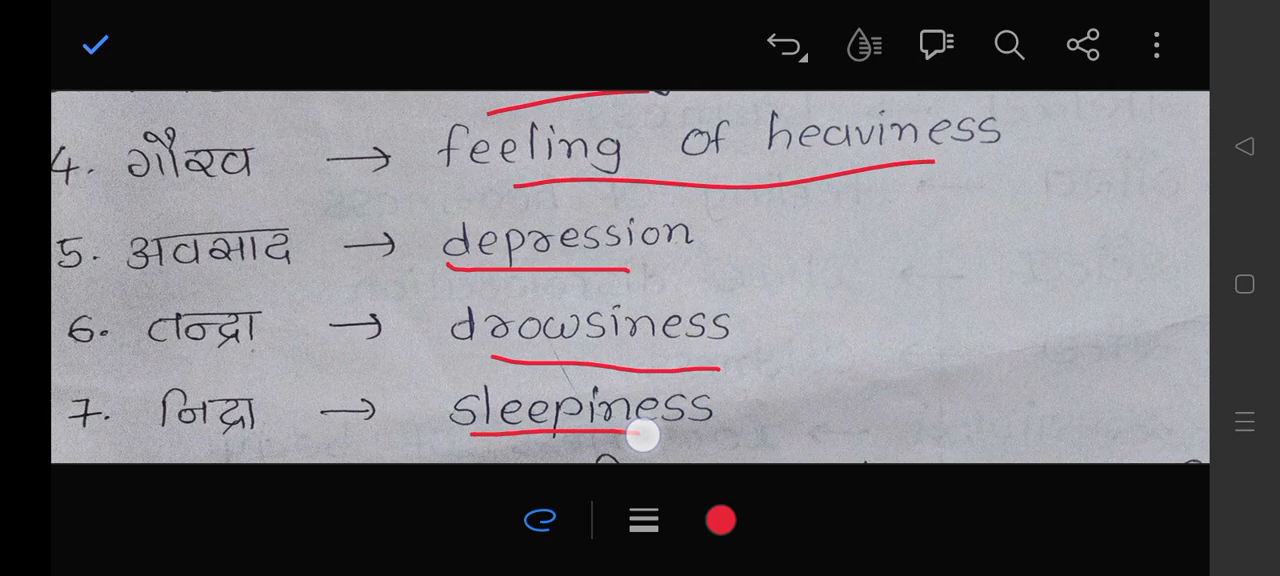 4. गौरव → feeling of heaviness
5. अवसाद → depression
6. तन्द्रा → drowsiness
7. निद्रा → sleepiness